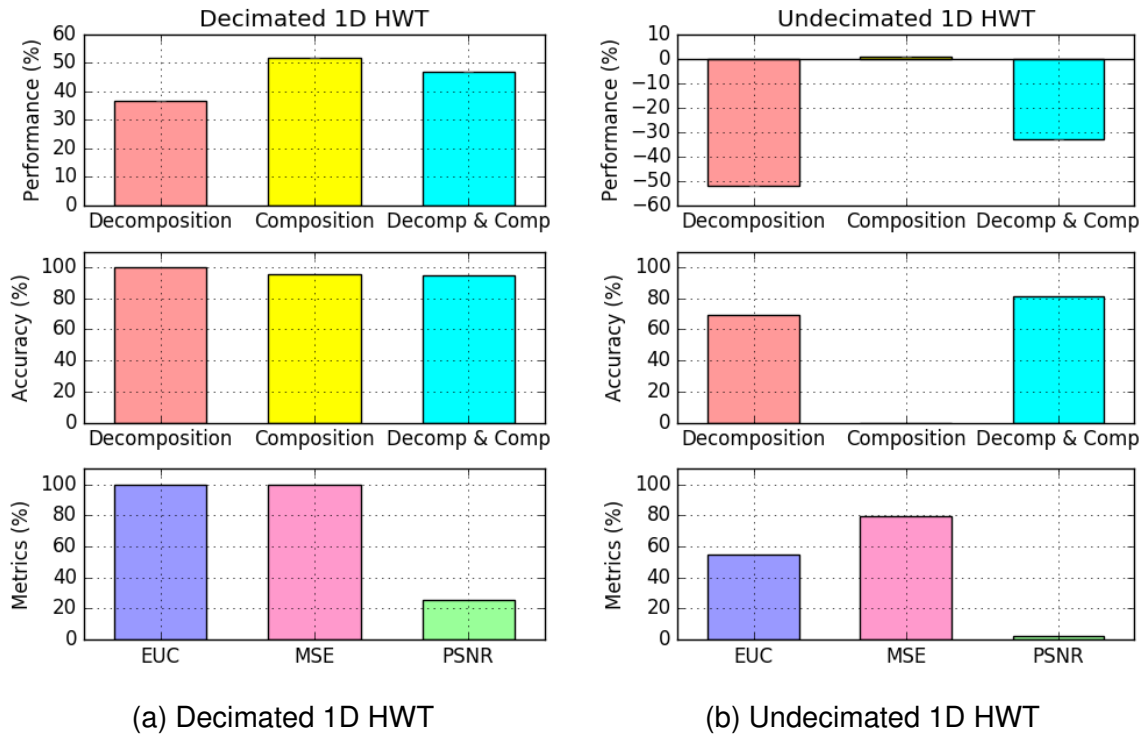 Decimated 1D HWT
Performance (%)
60
50
40
30
20
10
0
Decomposition Composition Decomp & Comp
Accuracy (%)
100
80
60
40
20
0
Decomposition Composition Decomp & Comp
Metrics (%)
100
80
60
40
20
0
EUC MSE PSNR
(a) Decimated 1D HWT
Undecimated 1D HWT
Performance (%)
10
0
−10
−20
−30
−40
−50
−60
Decomposition Composition Decomp & Comp
Accuracy (%)
100
80
60
40
20
0
Decomposition Composition Decomp & Comp
Metrics (%)
100
80
60
40
20
0
EUC MSE PSNR
(b) Undecimated 1D HWT